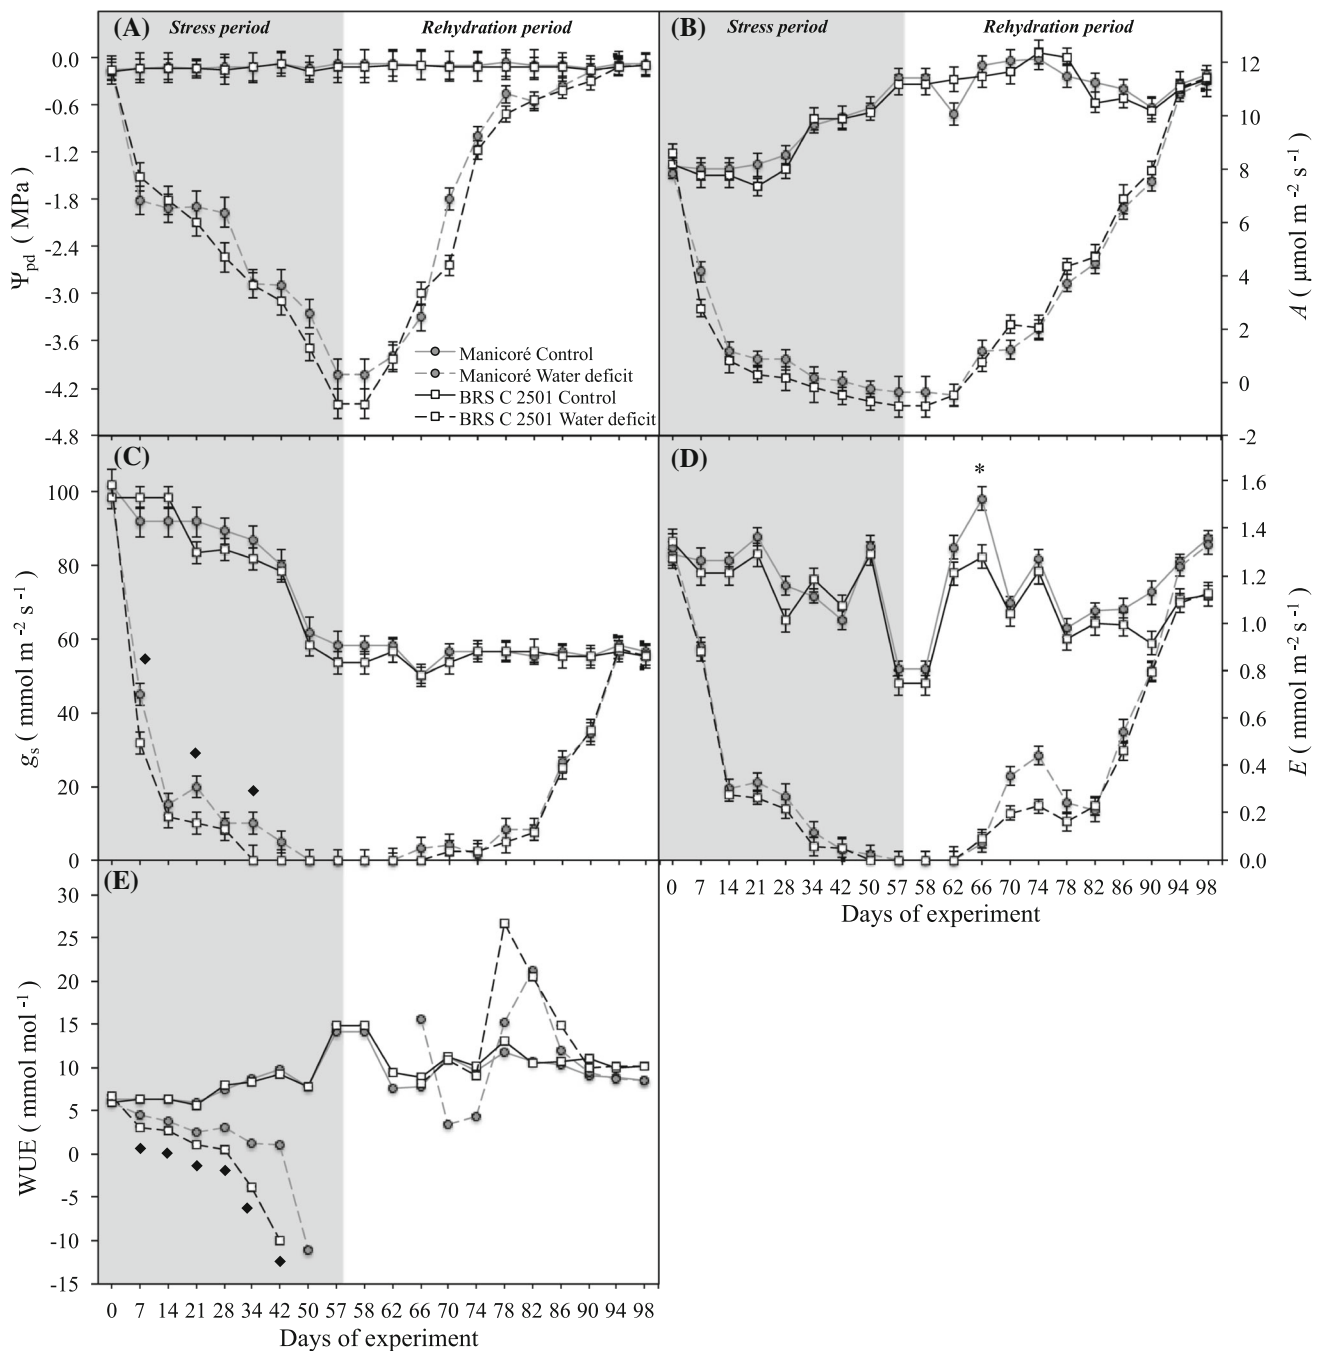 (A) Stress period Rehydration period
(B) Stress period Rehydration period
0.0
-0.6
-1.2
-1.8
-2.4
-3.0
-3.6
-4.2
-4.8
Ψpd ( MPa)
Manicoré Control
Manicoré Water deficit
BRS C 2501 Control
BRS C 2501 Water deficit
12
10
8
6
4
2
0
-2
A ( µmol m⁻² s⁻¹)
(C)
100
80
60
40
20
0
gs ( mmol m⁻² s⁻¹)
(D)
*
1.6
1.4
1.2
1.0
0.8
0.6
0.4
0.2
0.0
E ( mmol m⁻² s⁻¹)
0 7 14 21 28 34 42 50 57 58 62 66 70 74 78 82 86 90 94 98
Days of experiment
(E)
30
25
20
15
10
5
0
-5
-10
-15
WUE ( mmol mol⁻¹)
0 7 14 21 28 34 42 50 57 58 62 66 70 74 78 82 86 90 94 98
Days of experiment